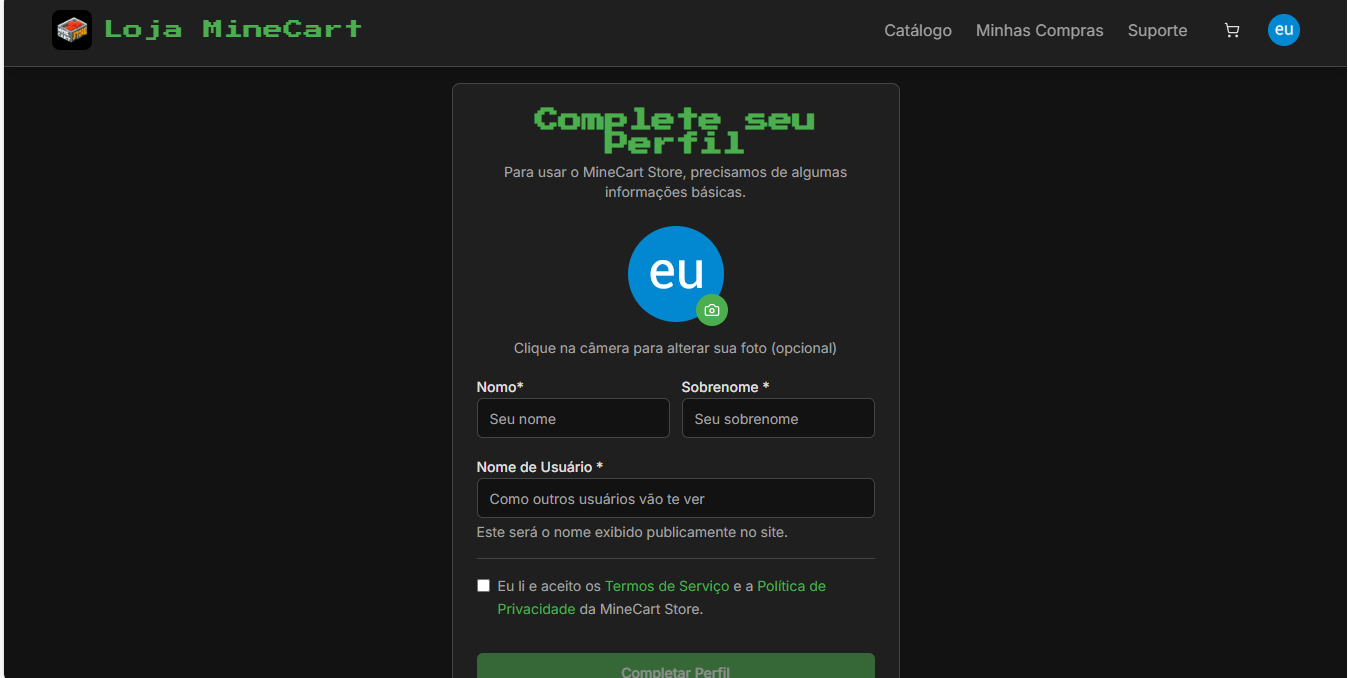 Loja MineCart
Catálogo
Minhas Compras
Suporte
eu
Complete seu
Perfil
Para usar o MineCart Store, precisamos de algumas
informações básicas.
eu
Clique na câmera para alterar sua foto (opcional)
Nomo*
Sobrenome *
Seu nome
Seu sobrenome
Nome de Usuário *
Como outros usuários vão te ver
Este será o nome exibido publicamente no site.
Eu li e aceito os Termos de Serviço e a Política de
Privacidade da MineCart Store.
Completar Perfil